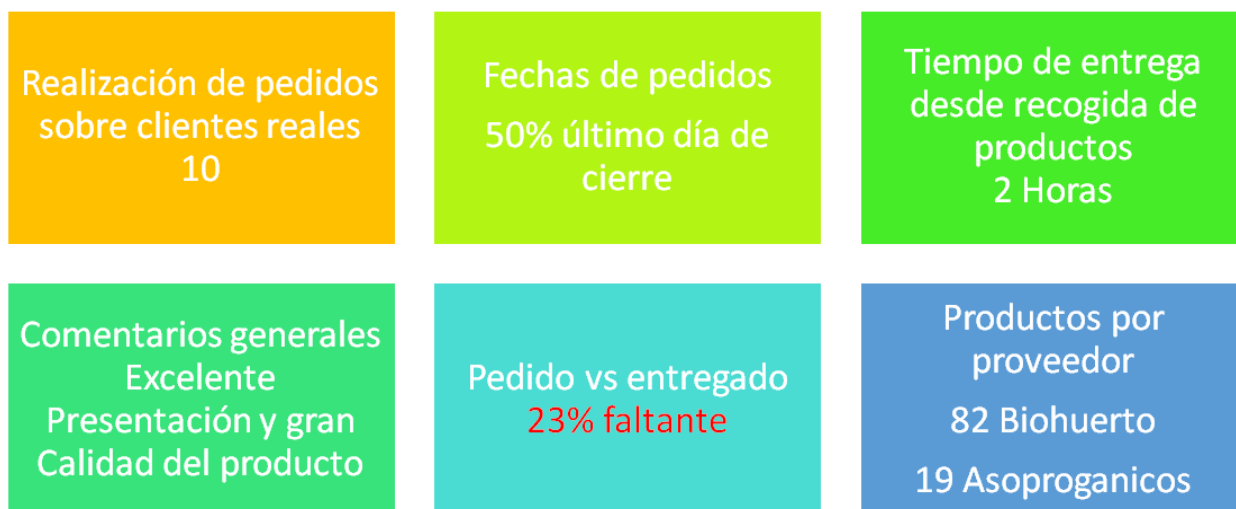 Realización de pedidos
sobre clientes reales
10
Fechas de pedidos
50% último día de
cierre
Tiempo de entrega
desde recogida de
productos
2 Horas
Comentarios generales
Excelente
Presentación y gran
Calidad del producto
Pedido vs entregado
23% faltante
Productos por
proveedor
82 Biohuerto
19 Asoproganicos